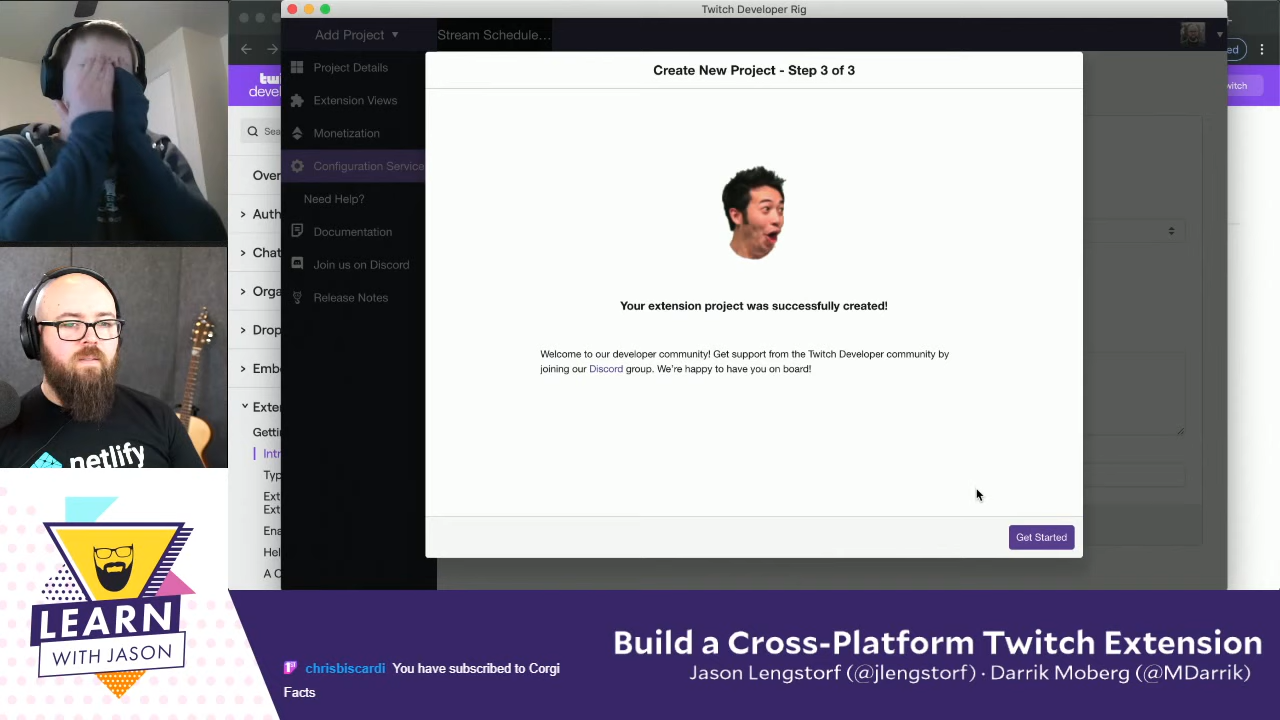 Twitch Developer Rig
Add Project
Stream Schedule...
Project Details
Extension Views
Monetization
Configuration Service
Need Help?
Documentation
Join us on Discord
Release Notes
Create New Project - Step 3 of 3
Your extension project was successfully created!
Welcome to our developer community! Get support from the Twitch Developer community by
joining our Discord group. We're happy to have you on board!
Get Started
Sea
Over
Auth
Chat
Orga
Drop
Embe
Exten
Getti
Intr
Typ
Ext
Ext
Ena
Hel
A C
netlify
LEARN
WITH JASON
chrisbiscardi You have subscribed to Corgi
Facts
Build a Cross-Platform Twitch Extension
Jason Lengstorf (@jlengstorf) · Darrik Moberg (@MDarrik)